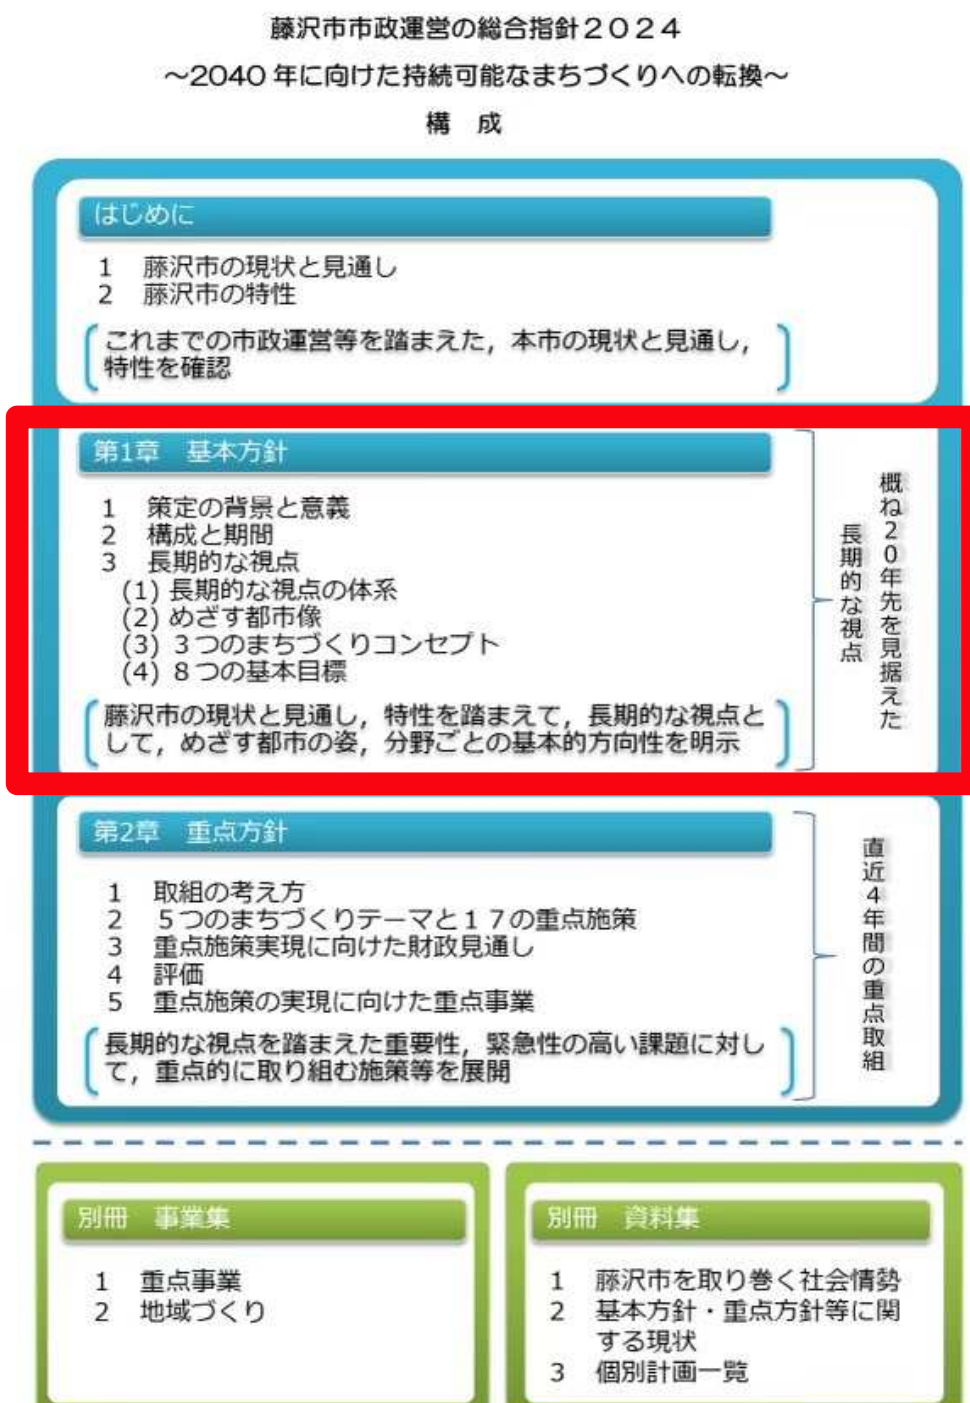 藤沢市市政運営の総合指針２０２４
～2040年に向けた持続可能なまちづくりへの転換～
構　成
はじめに
1　藤沢市の現状と見通し
2　藤沢市の特性
これまでの市政運営等を踏まえた，本市の現状と見通し，
特性を確認
第1章　基本方針
1　策定の背景と意義
2　構成と期間
3　長期的な視点
(1) 長期的な視点の体系
(2) めざす都市像
(3) ３つのまちづくりコンセプト
(4) ８つの基本目標
藤沢市の現状と見通し，特性を踏まえて，長期的な視点と
して，めざす都市の姿，分野ごとの基本的方向性を明示
概ね２０年先を見据えた
長期的な視点
第2章　重点方針
1　取組の考え方
2　５つのまちづくりテーマと１７の重点施策
3　重点施策実現に向けた財政見通し
4　評価
5　重点施策の実現に向けた重点事業
長期的な視点を踏まえた重要性，緊急性の高い課題に対し
て，重点的に取り組む施策等を展開
直近４年間の重点取組
別冊　事業集
1　重点事業
2　地域づくり
別冊　資料集
1　藤沢市を取り巻く社会情勢
2　基本方針・重点方針等に関
する現状
3　個別計画一覧